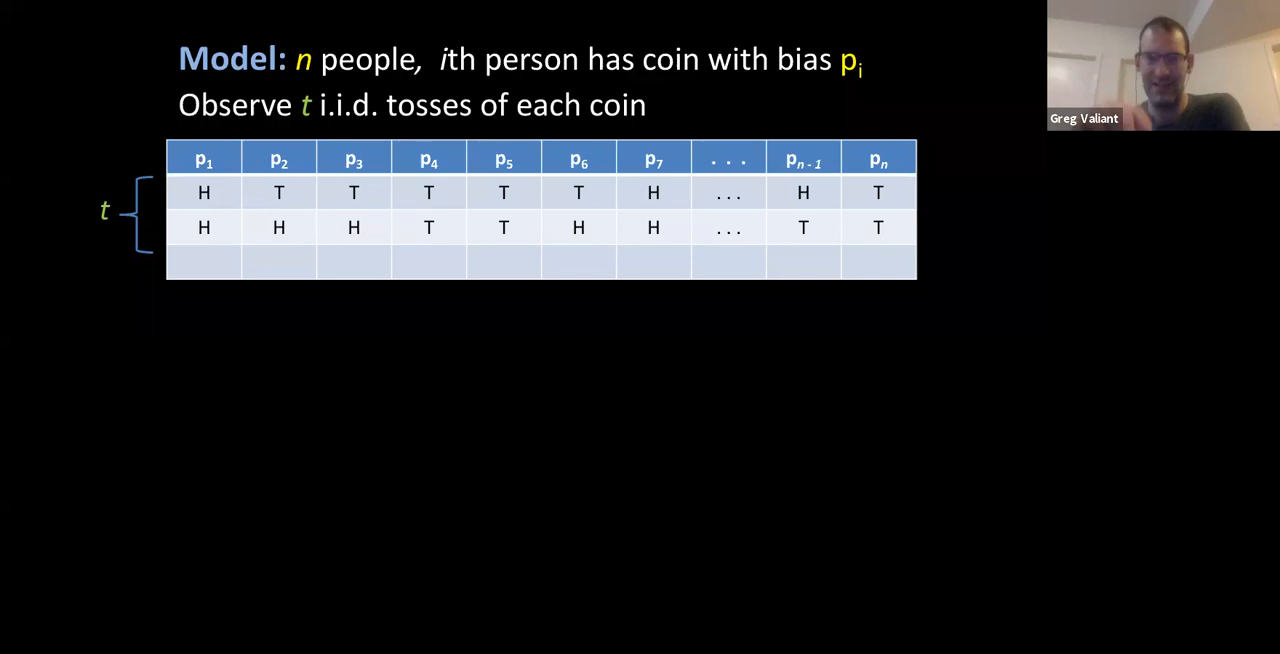 Model: n people, ith person has coin with bias pi
Observe t i.i.d. tosses of each coin
Greg Valiant
p1 p2 p3 p4 p5 p6 p7 . . . pn-1 pn
t
H T T T T T H ... H T
H H H T T H H ... T T